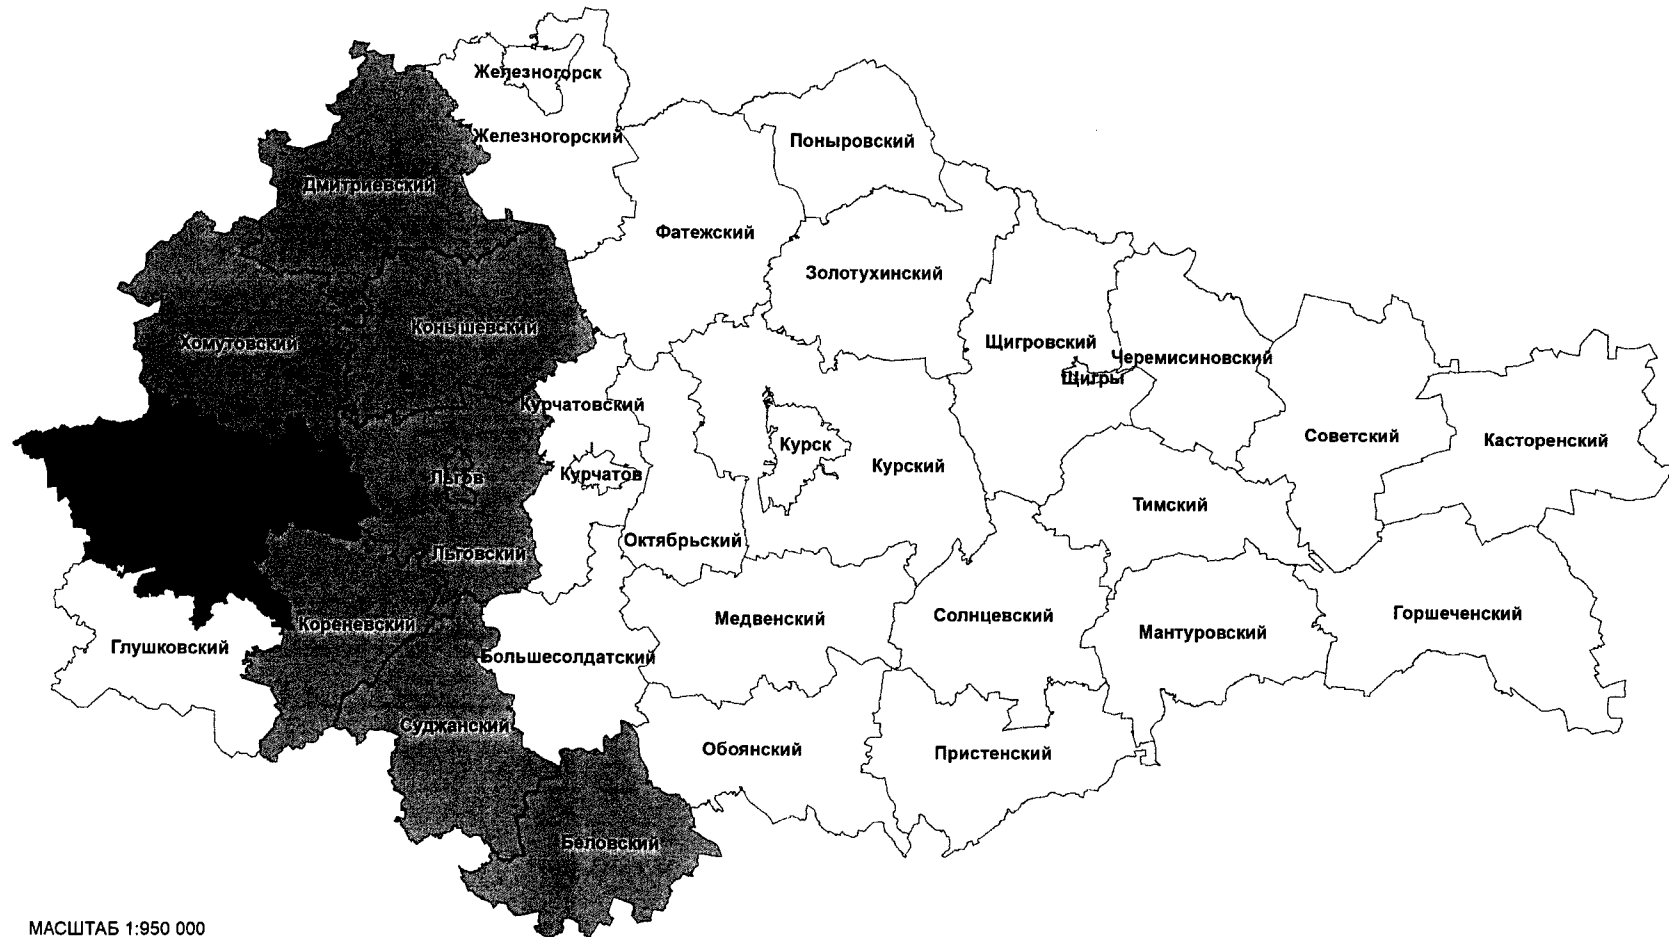 Железногорск
Железногорский
Поныровский
Дмитриевский
Фатежский
Золотухинский
Конышевский
Хомутовский
Щигровский
Черемисиновский
Щигры
Курчатовский
Советский
Касторенский
Курск
Курский
Льгов
Курчатов
Тимский
Октябрьский
Льговский
Медвенский
Солнцевский
Горшеченский
Кореневский
Мантуровский
Глушковский
Большесолдатский
Суджанский
Обоянский
Пристенский
Беловский
МАСШТАБ 1:950 000